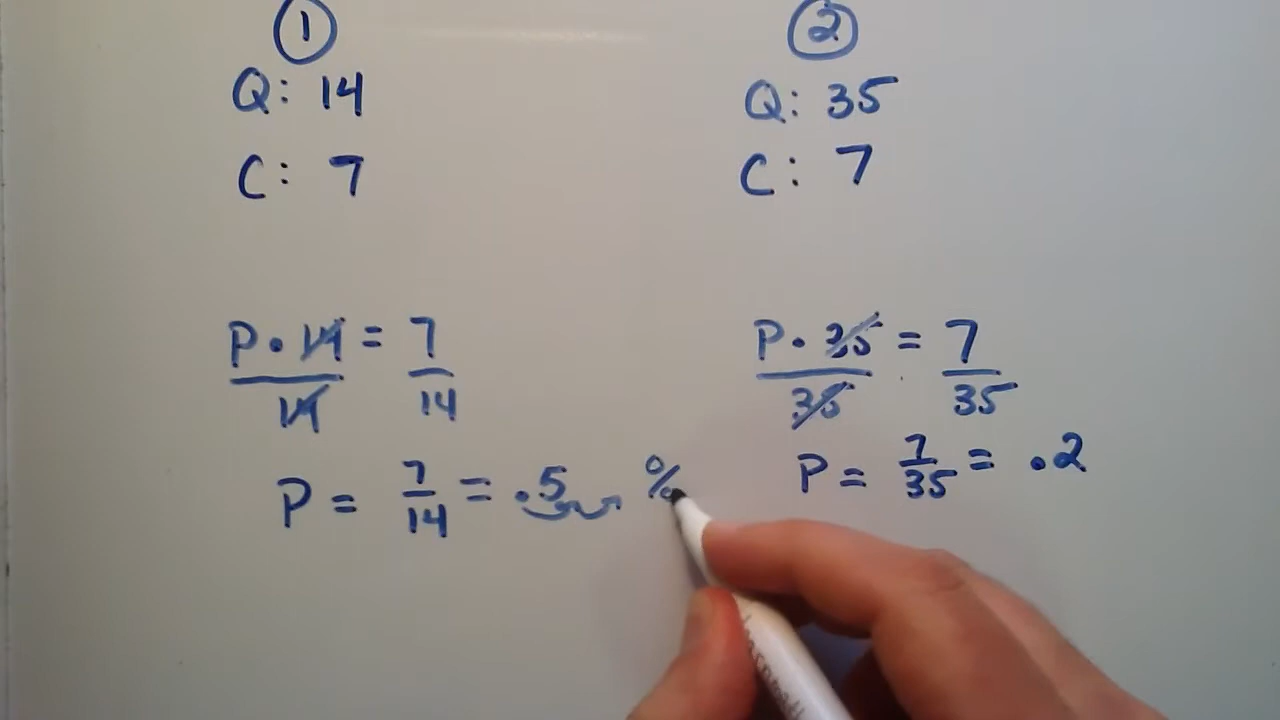 ①
Q: 14
C: 7
P · 14 = 7
14 14
P = 7/14 = .5 %
②
Q: 35
C: 7
P · 35 = 7
35 35
P = 7/35 = .2